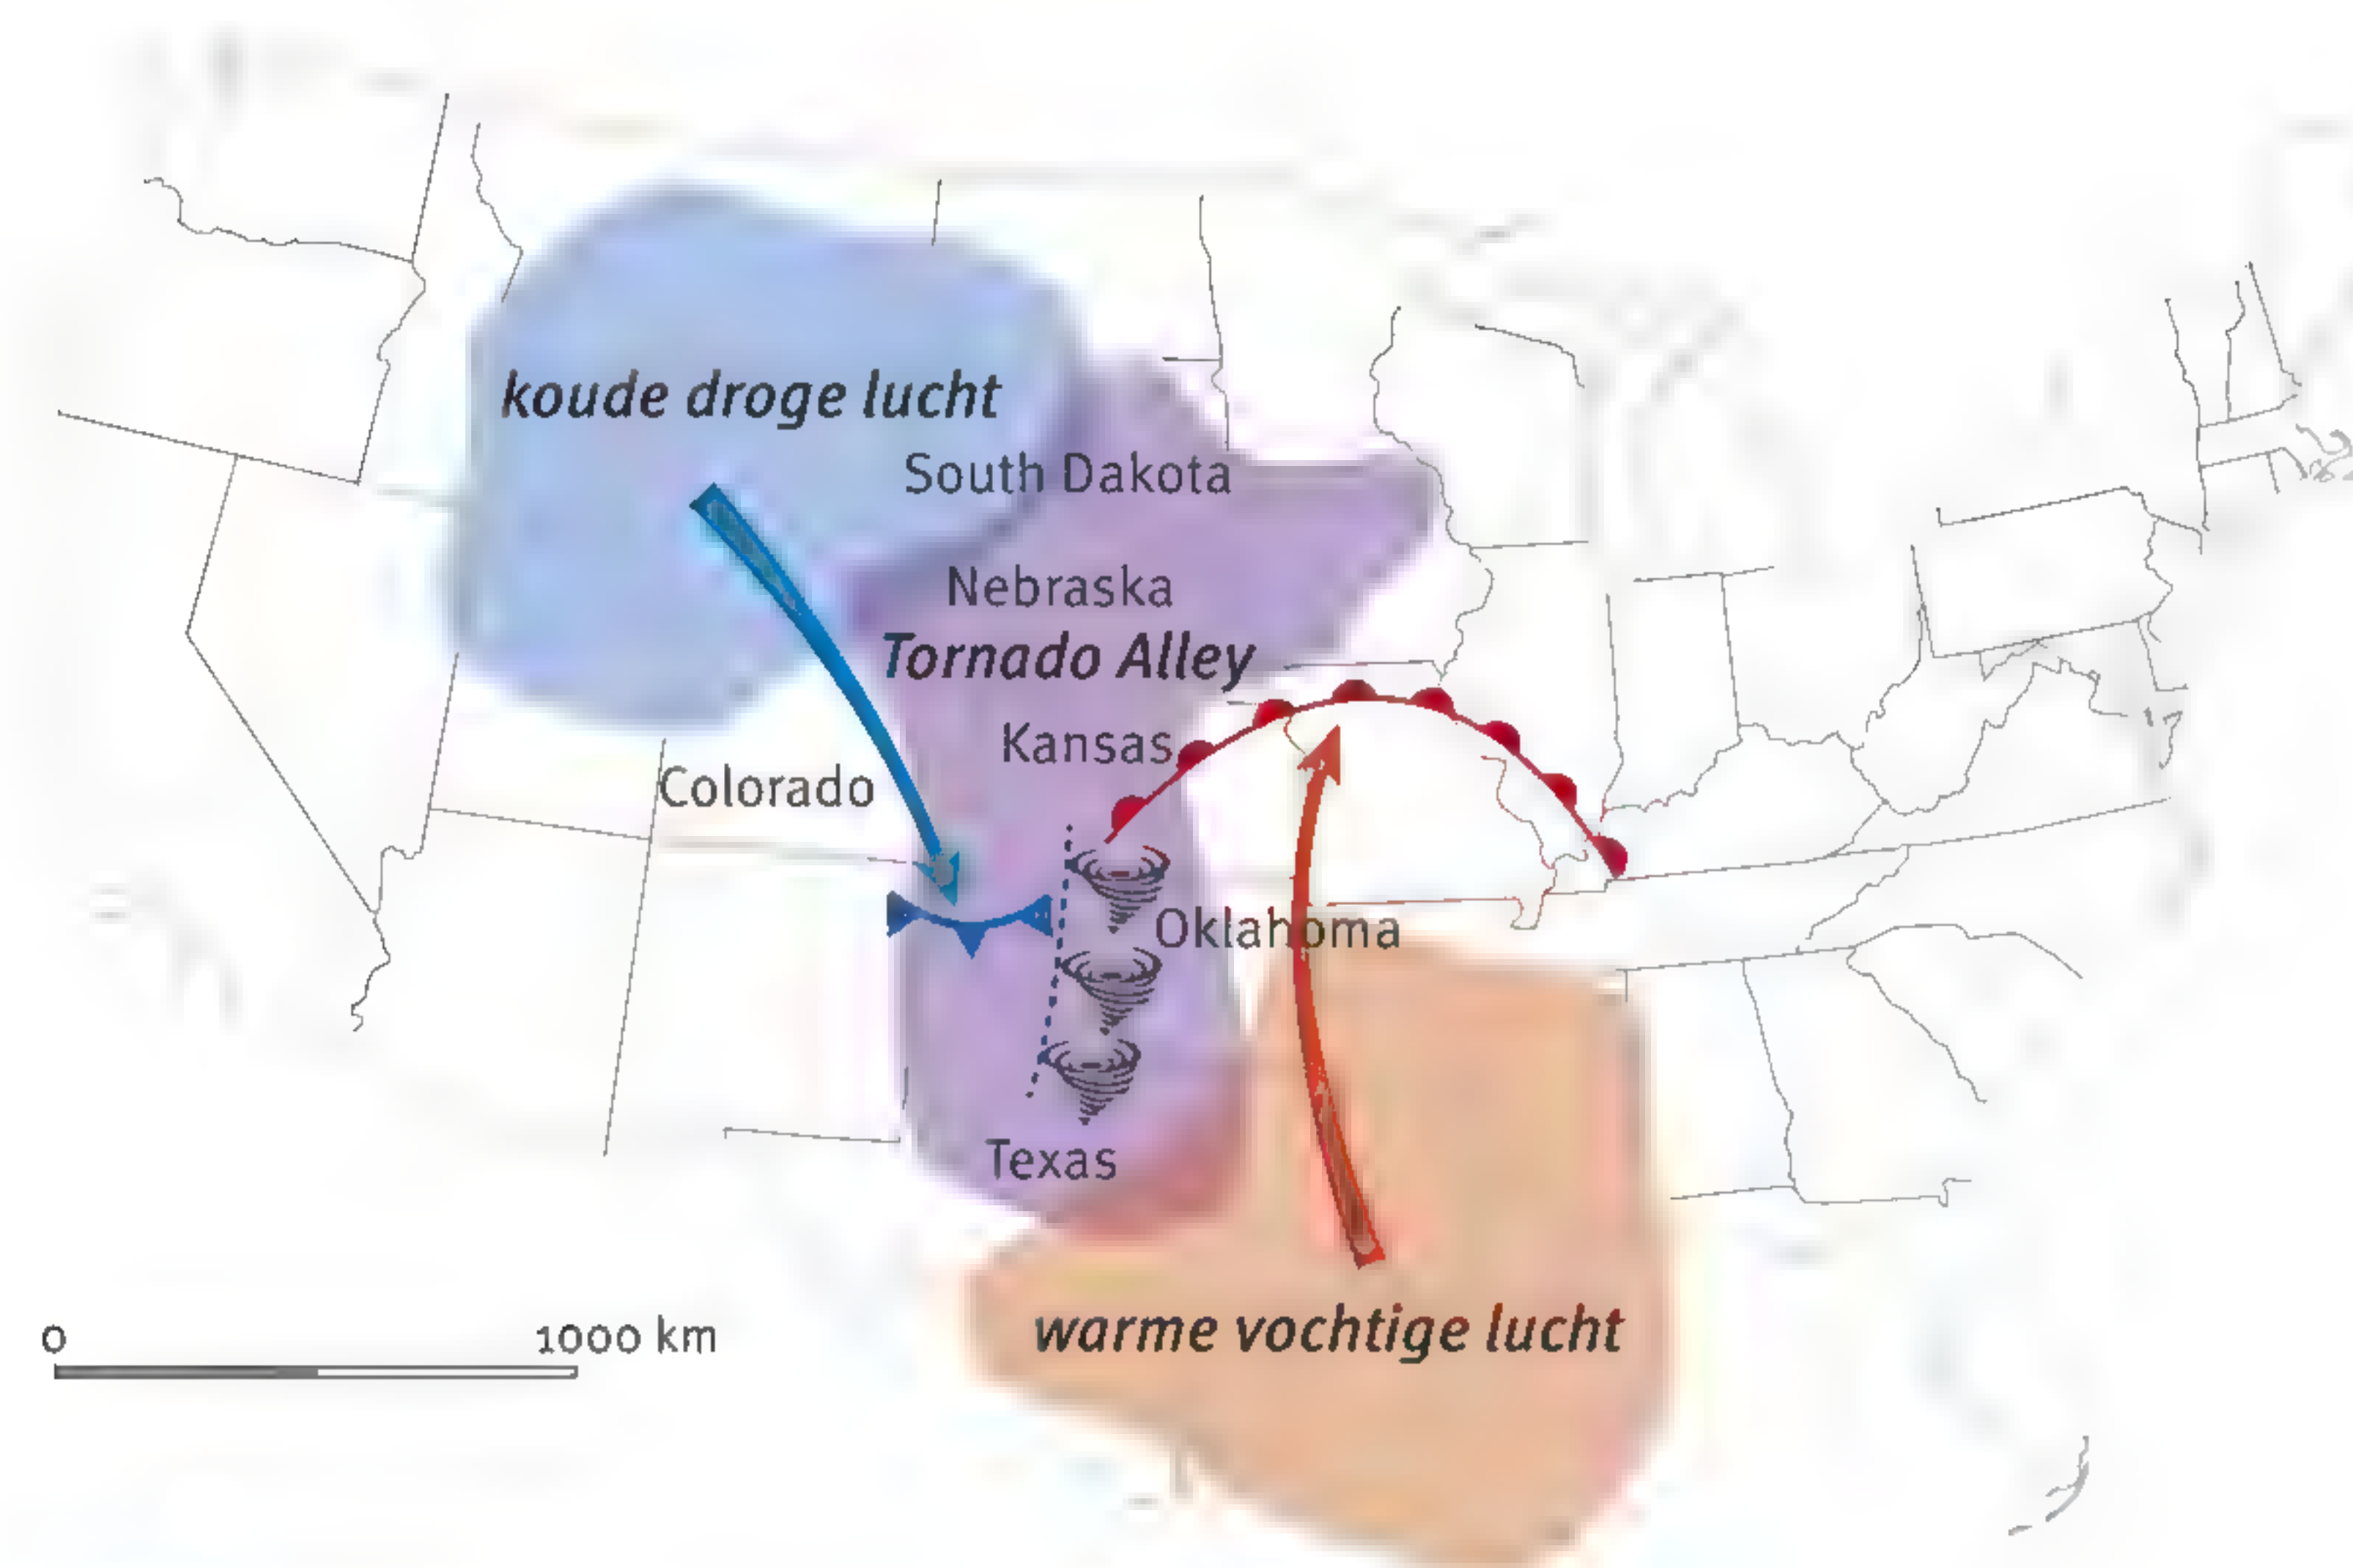 koude droge lucht
South Dakota
Nebraska
Tornado Alley
Kansas
Colorado
Oklahoma
Texas
warme vochtige lucht
0 1000 km